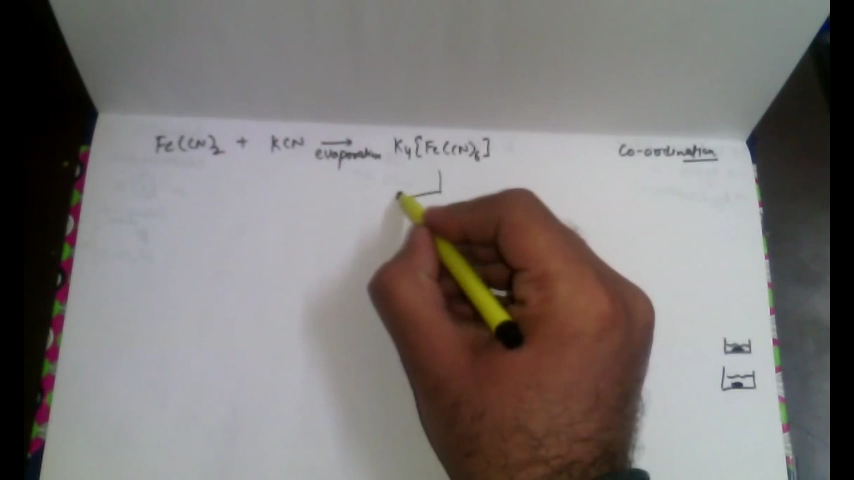 Fe(CN)₂ + KCN → evaporation K₄[Fe(CN)₆] Co-ordination